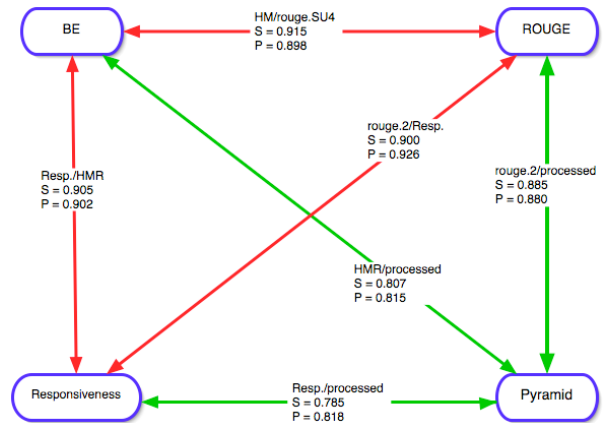 BE
HM/rouge.SU4
S = 0.915
P = 0.898
ROUGE
rouge.2/Resp.
S = 0.900
P = 0.926
Resp./HMR
S = 0.905
P = 0.902
rouge.2/processed
S = 0.885
P = 0.880
HMR/processed
S = 0.807
P = 0.815
Responsiveness
Resp./processed
S = 0.785
P = 0.818
Pyramid